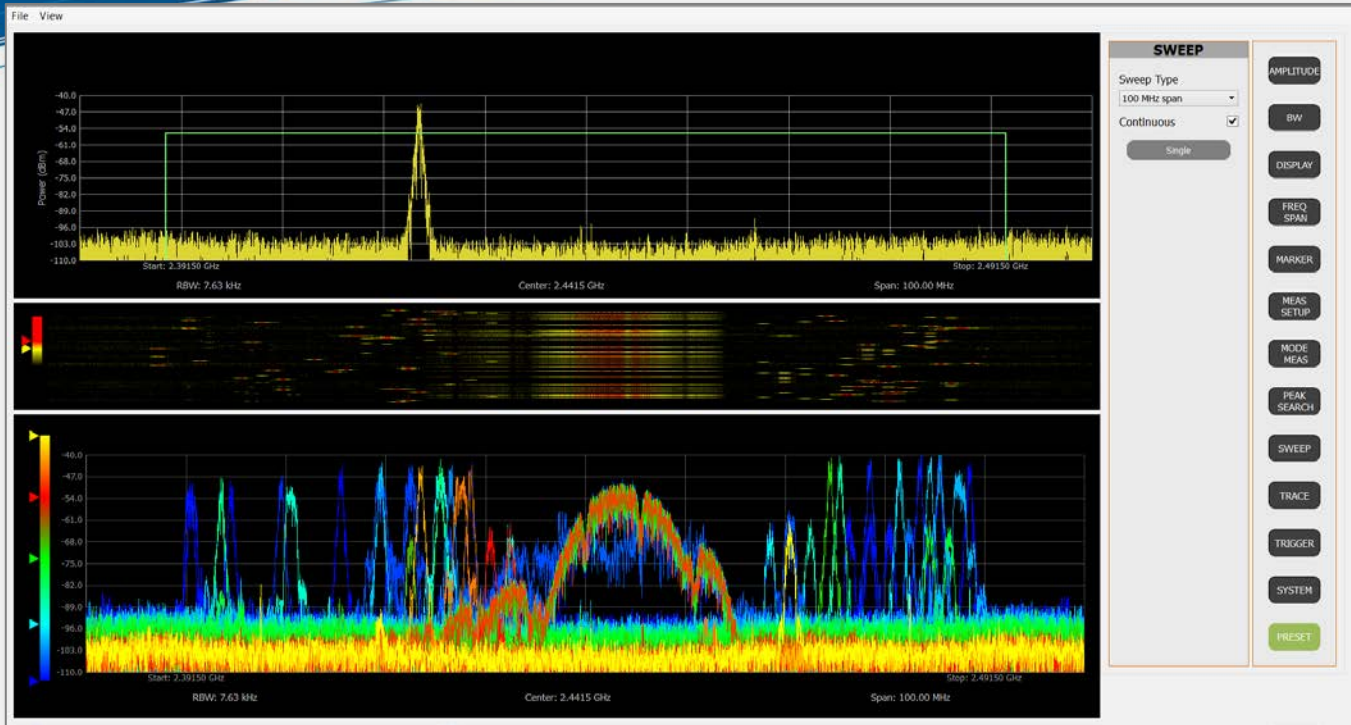 File View
-40.0
-47.0
-54.0
-61.0
-68.0
-75.0
-82.0
-89.0
-96.0
-103.0
-110.0
Power (dBm)
Start: 2.39150 GHz
Stop: 2.49150 GHz
RBW: 7.63 kHz
Center: 2.4415 GHz
Span: 100.00 MHz
-40.0
-47.0
-54.0
-61.0
-68.0
-75.0
-82.0
-89.0
-96.0
-103.0
-110.0
Start: 2.39150 GHz
Stop: 2.49150 GHz
RBW: 7.63 kHz
Center: 2.4415 GHz
Span: 100.00 MHz
SWEEP
Sweep Type
100 MHz span
Continuous
Single
AMPLITUDE
BW
DISPLAY
FREQ
SPAN
MARKER
MEAS
SETUP
MODE
MEAS
PEAK
SEARCH
SWEEP
TRACE
TRIGGER
SYSTEM
PRESET